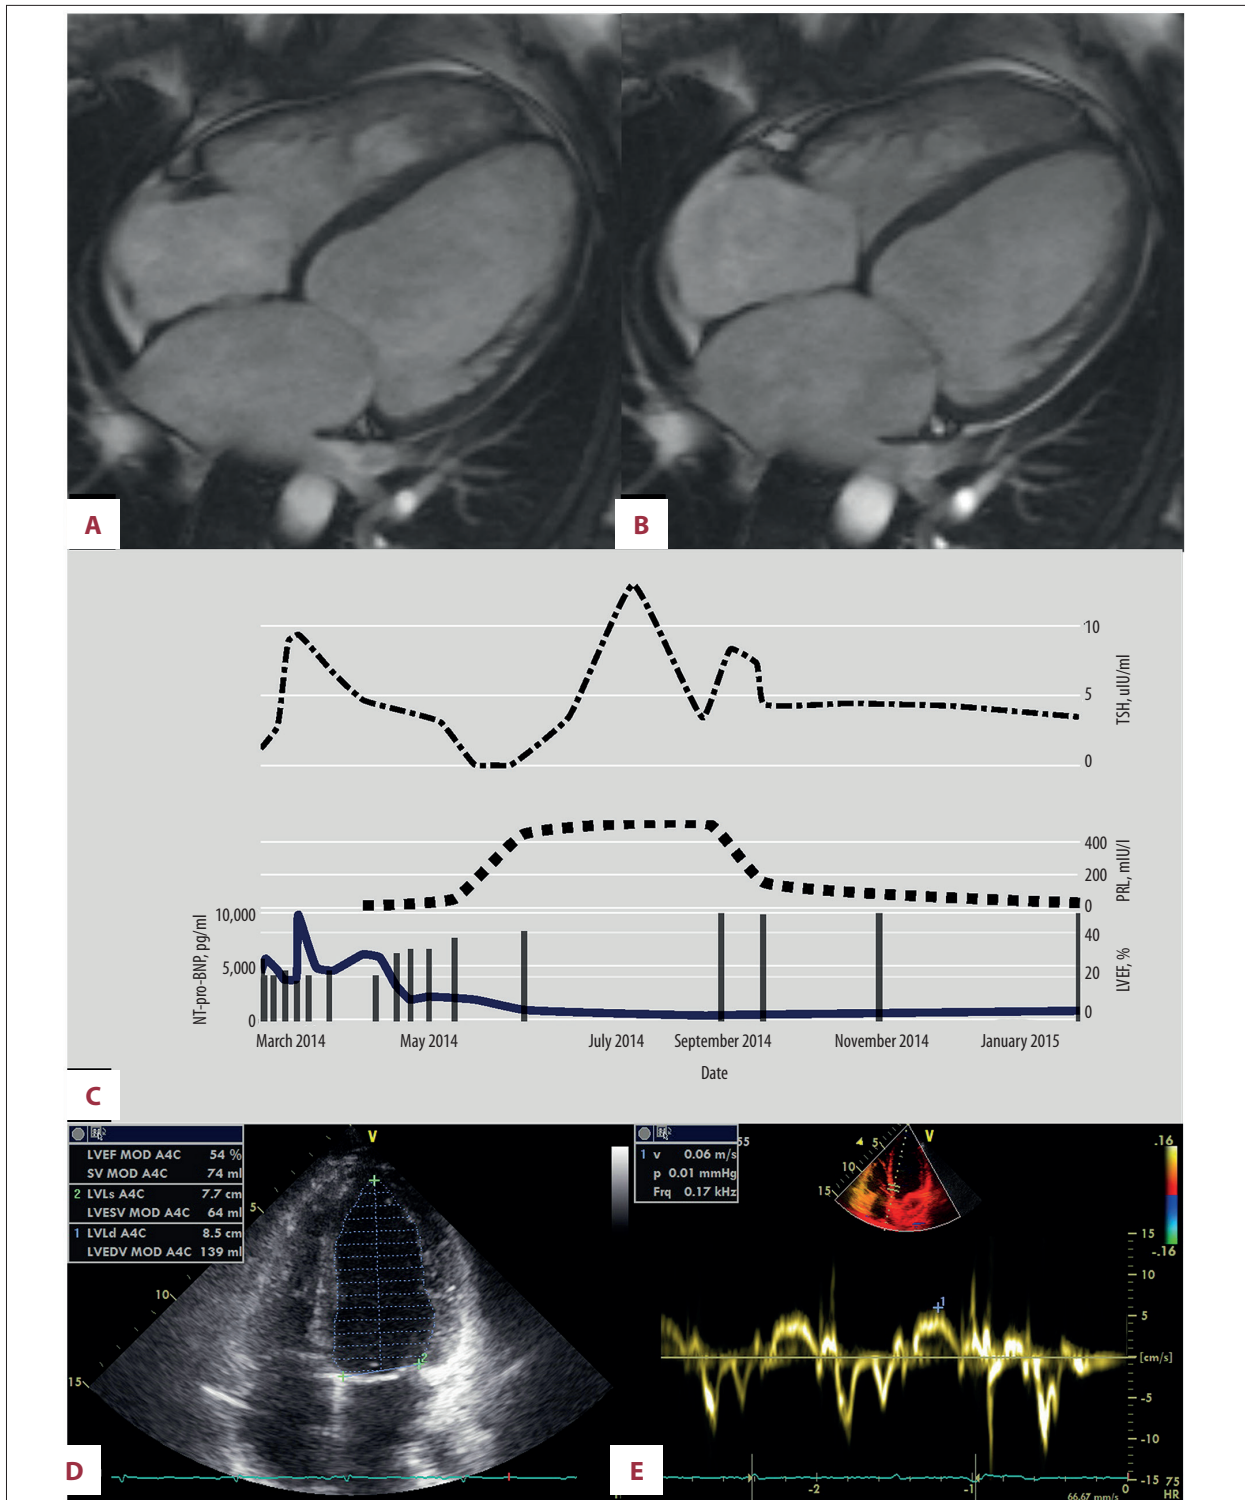 A
B
10
5
0
TSH, uIU/ml
400
200
0
PRL, mIU/l
10,000
5,000
0
NT-pro-BNP, pg/ml
40
20
0
LVEF, %
March 2014
May 2014
July 2014
September 2014
November 2014
January 2015
Date
C
V
LVEF MOD A4C 54 %
SV MOD A4C 74 ml
2 LVLs A4C 7.7 cm
LVESV MOD A4C 64 ml
1 LVLd A4C 8.5 cm
LVEDV MOD A4C 139 ml
5
10
15
2
D
1 v 0.06 m/s
p 0.01 mmHg
Frq 0.17 kHz
55
V
5
10
15
.16
-.16
15
10
5
[cm/s]
-5
-10
-15
1
-2
-1
0
75
HR
66.67 mm/s
E